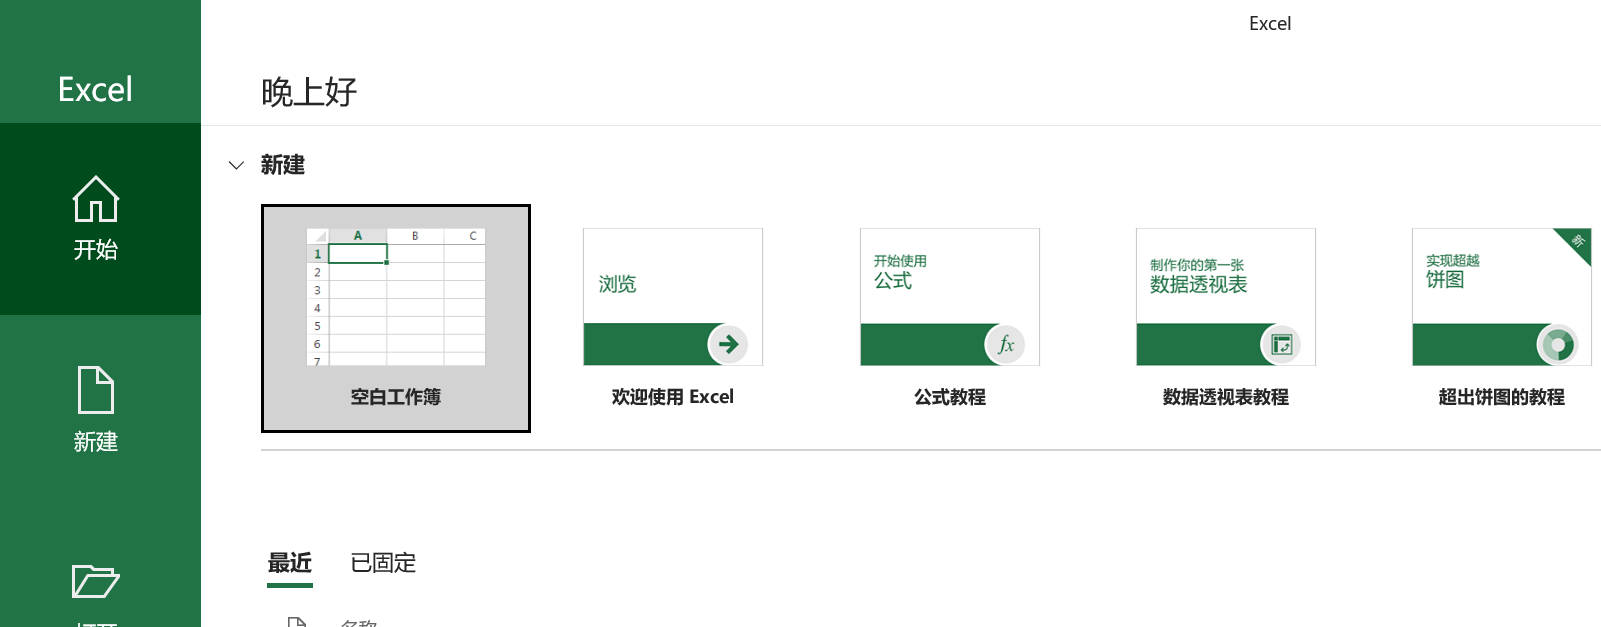 Excel
Excel
晚上好
开始
新建
打开
新建
A B C
1
2
3
4
5
6
7
空白工作簿
浏览
欢迎使用 Excel
开始使用
公式
fx
公式教程
制作你的第一张
数据透视表
数据透视表教程
实现超越
饼图
新
超出饼图的教程
最近 已固定
名称